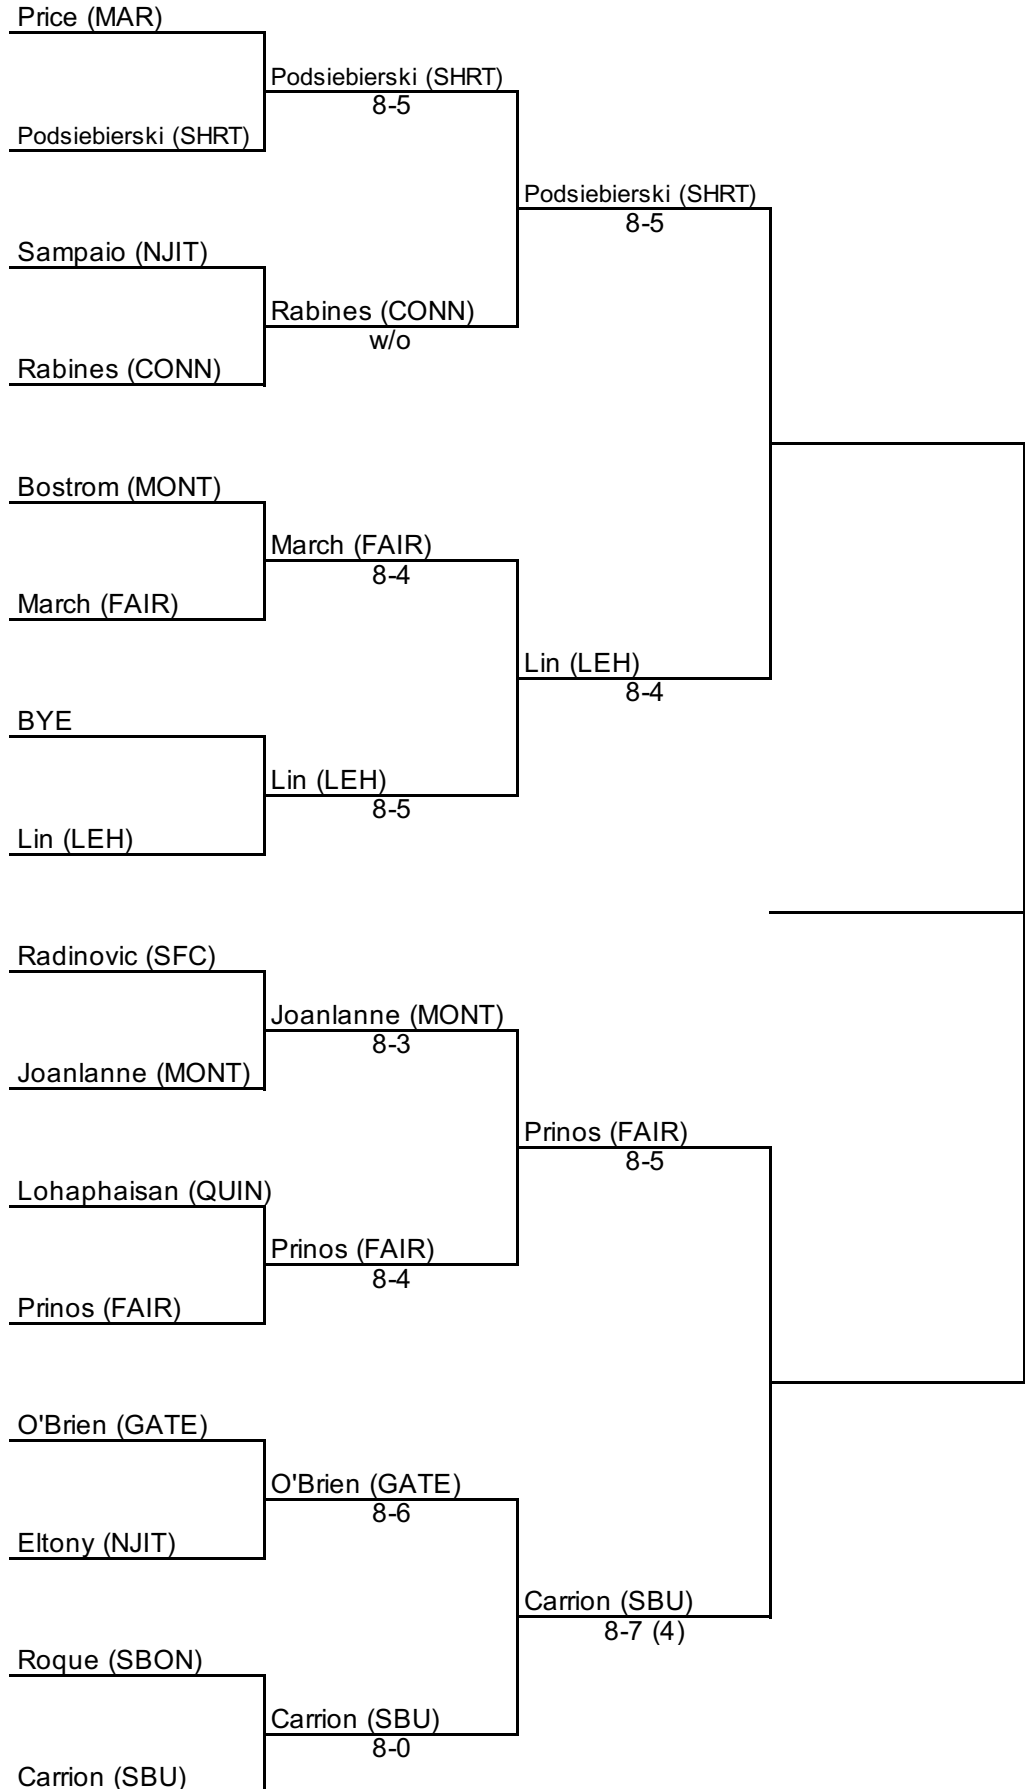 Price (MAR)
Podsiebierski (SHRT)
8-5
Podsiebierski (SHRT)
Podsiebierski (SHRT)
8-5
Sampaio (NJIT)
Rabines (CONN)
w/o
Rabines (CONN)
Bostrom (MONT)
March (FAIR)
8-4
March (FAIR)
Lin (LEH)
8-4
BYE
Lin (LEH)
8-5
Lin (LEH)
Radinovic (SFC)
Joanlanne (MONT)
8-3
Joanlanne (MONT)
Prinos (FAIR)
8-5
Lohaphaisan (QUIN)
Prinos (FAIR)
8-4
Prinos (FAIR)
O'Brien (GATE)
O'Brien (GATE)
8-6
Eltony (NJIT)
Carrion (SBU)
8-7 (4)
Roque (SBON)
Carrion (SBU)
8-0
Carrion (SBU)